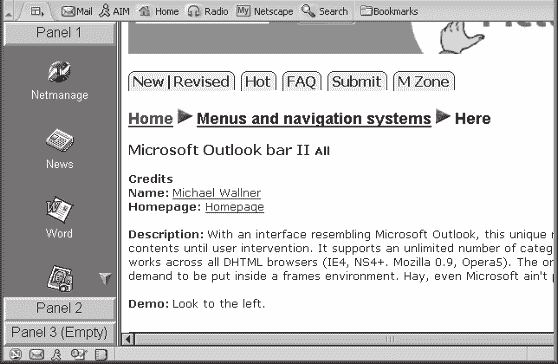 Mail AIM Home Radio My Netscape Search Bookmarks
Panel 1
Netmanage
News
Word
Panel 2
Panel 3 (Empty)
New | Revised Hot FAQ Submit M Zone
Home Menus and navigation systems Here
Microsoft Outlook bar II All
Credits
Name: Michael Wallner
Homepage: Homepage
Description: With an interface resembling Microsoft Outlook, this unique
contents until user intervention. It supports an unlimited number of
works across all DHTML browsers (IE4, NS4+. Mozilla 0.9, Opera5). The
demand to be put inside a frames environment. Hay, even Microsoft ain't
Demo: Look to the left.